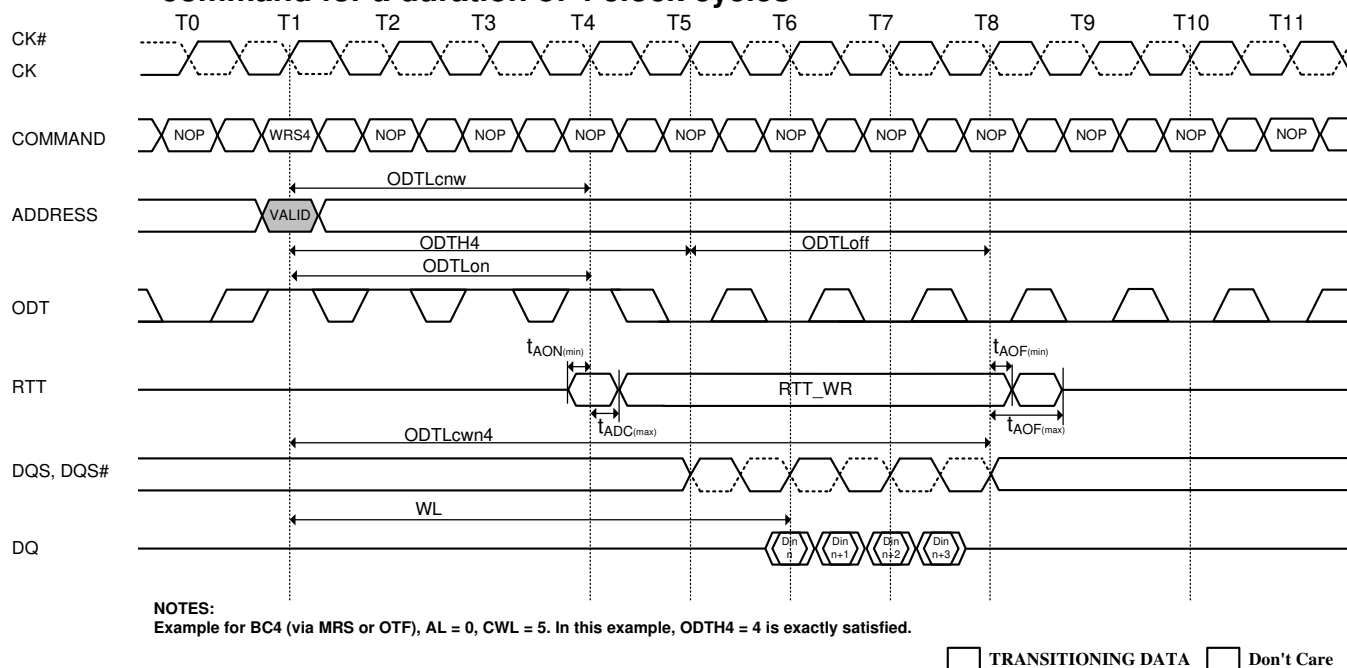 command for a duration of 4 clock cycles
T0 T1 T2 T3 T4 T5 T6 T7 T8 T9 T10 T11
CK#
CK
COMMAND NOP WRS4 NOP NOP NOP NOP NOP NOP NOP NOP NOP NOP
ODTLcnw
ADDRESS VALID
ODTH4 ODTLoff
ODTLon
ODT
tAON(min) tAOF(min)
RTT RTT_WR
tADC(max) tAOF(max)
ODTLcwn4
DQS, DQS#
WL
DQ Din n Din n+1 Din n+2 Din n+3
NOTES:
Example for BC4 (via MRS or OTF), AL = 0, CWL = 5. In this example, ODTH4 = 4 is exactly satisfied.
TRANSITIONING DATA Don't Care